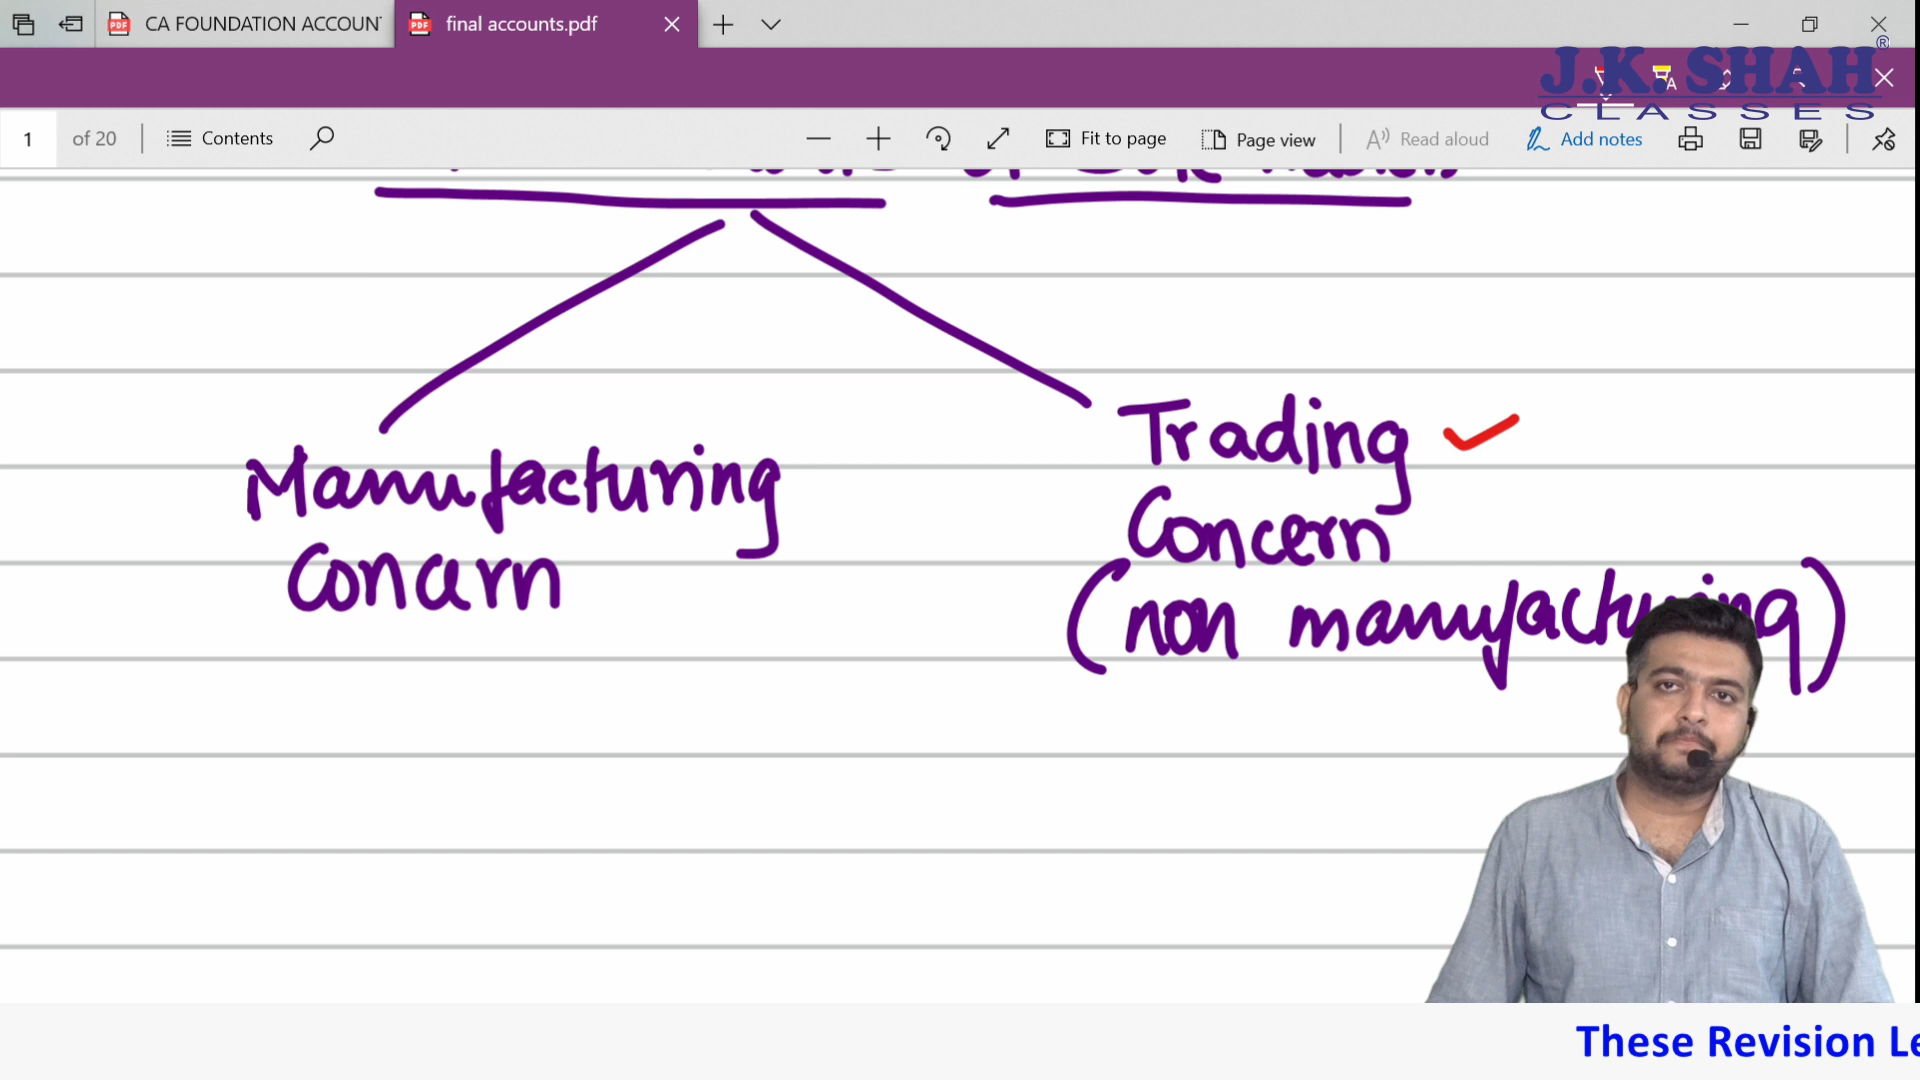 CA FOUNDATION ACCOUN
final accounts.pdf
J.K. SHAH®
CLASSES
1 of 20
Contents
Fit to page
Page view
Read aloud
Add notes
of
Manufacturing
Concern
Trading
Concern
(non manufacturing)
These Revision Le